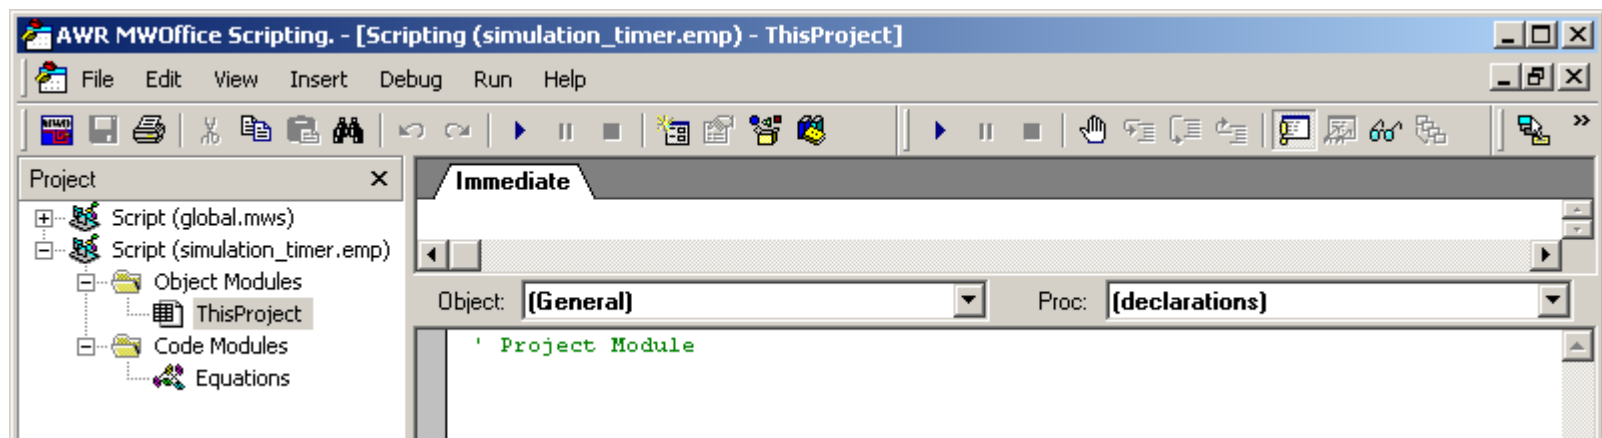 AWR MWOffice Scripting. - [Scripting (simulation_timer.emp) - ThisProject]
File Edit View Insert Debug Run Help
Project
Immediate
Script (global.mws)
Script (simulation_timer.emp)
Object Modules
ThisProject
Code Modules
Equations
Object: (General) Proc: (declarations)
' Project Module